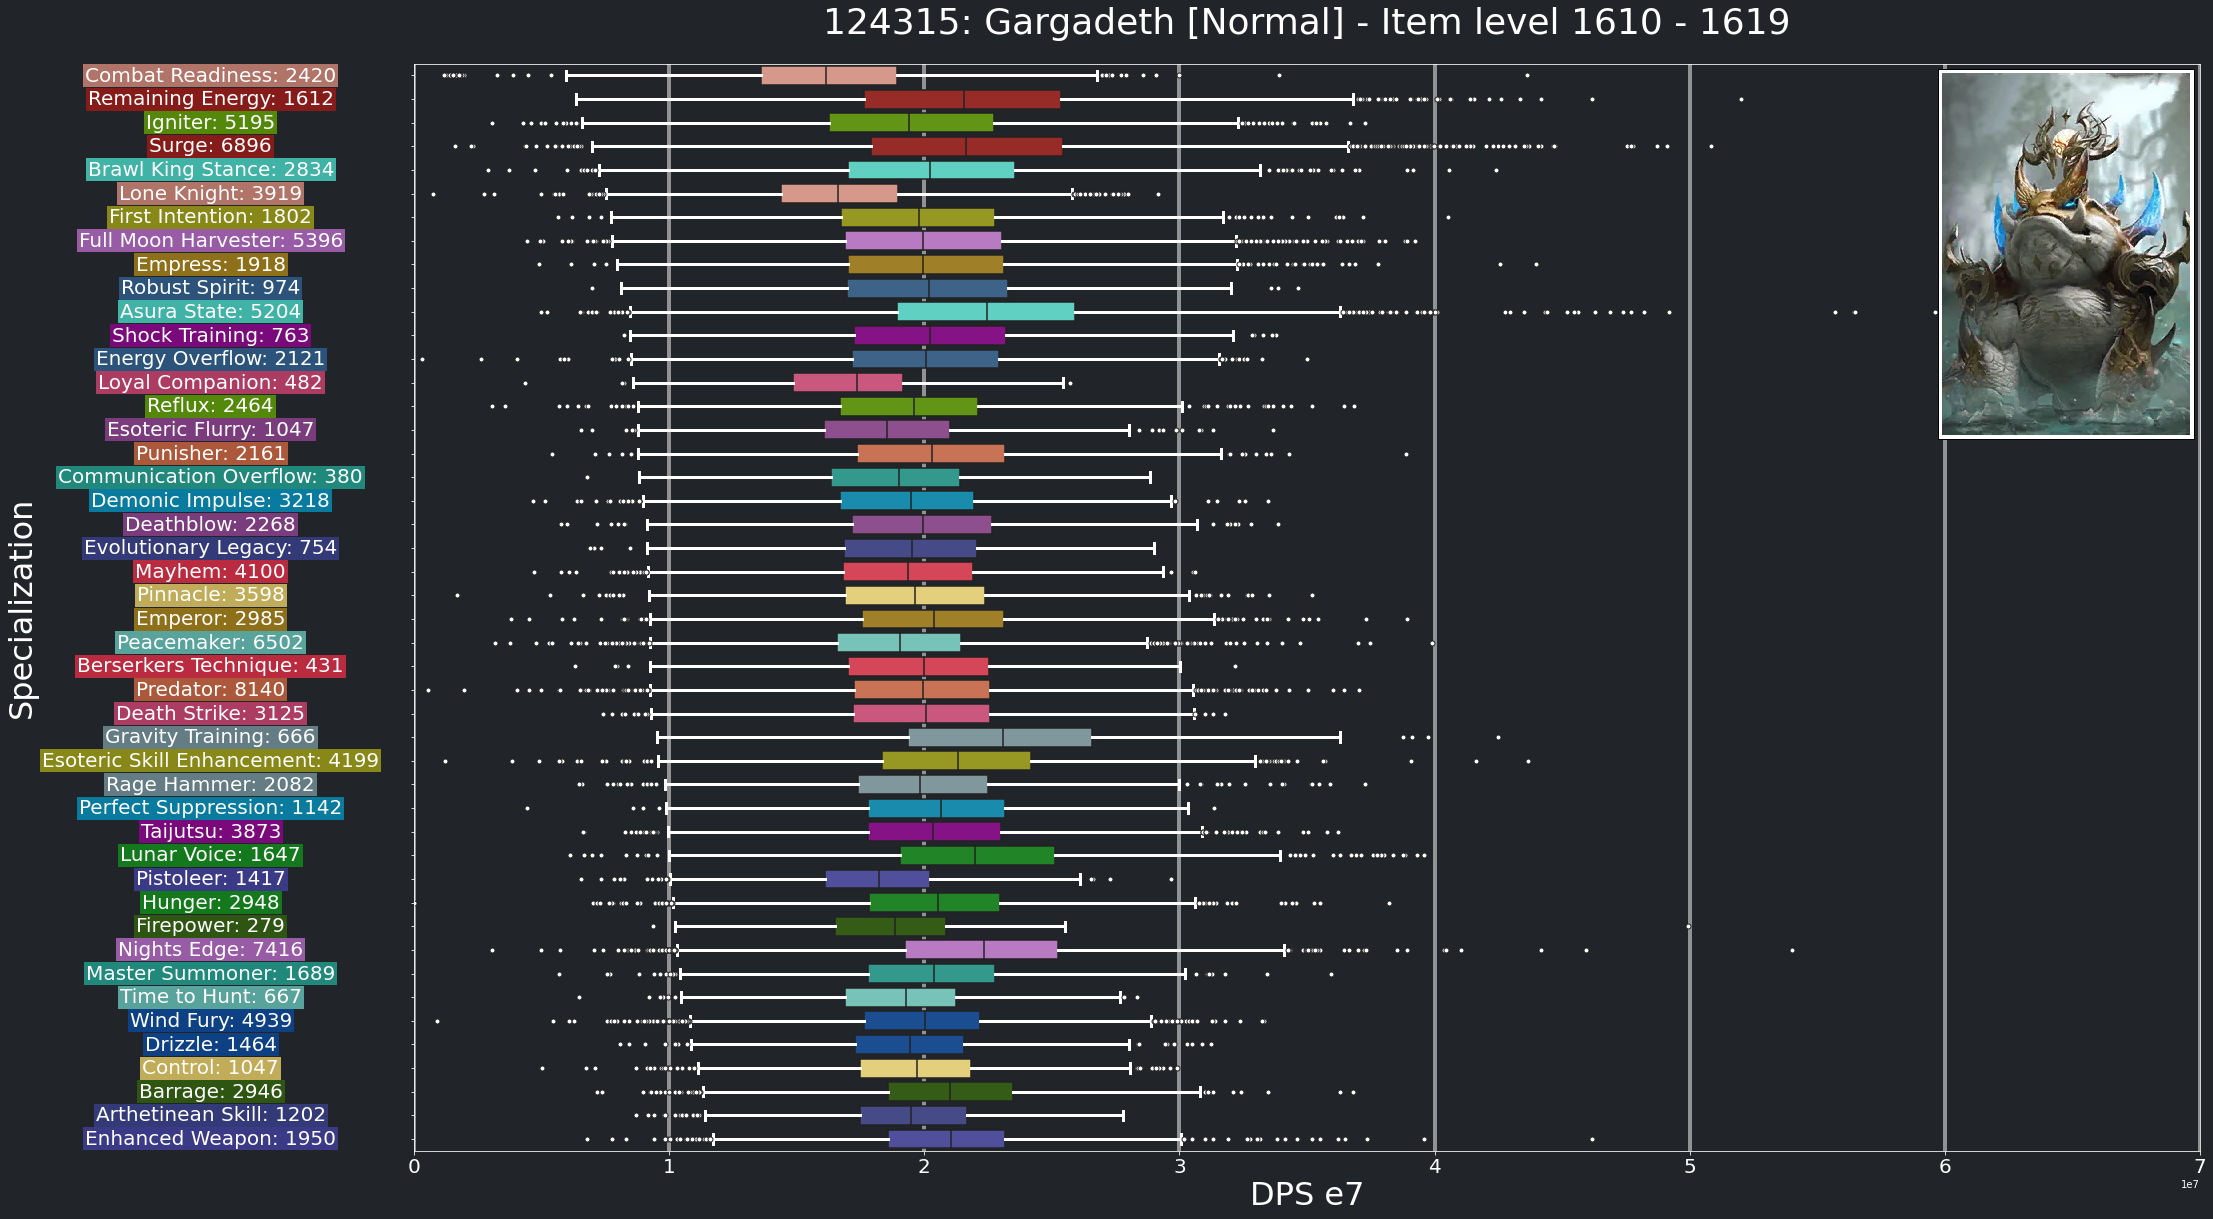 124315: Gargadeth [Normal] - Item level 1610 - 1619
Combat Readiness: 2420
Remaining Energy: 1612
Igniter: 5195
Surge: 6896
Brawl King Stance: 2834
Lone Knight: 3919
First Intention: 1802
Full Moon Harvester: 5396
Empress: 1918
Robust Spirit: 974
Asura State: 5204
Shock Training: 763
Energy Overflow: 2121
Loyal Companion: 482
Reflux: 2464
Esoteric Flurry: 1047
Punisher: 2161
Communication Overflow: 380
Demonic Impulse: 3218
Deathblow: 2268
Evolutionary Legacy: 754
Mayhem: 4100
Pinnacle: 3598
Emperor: 2985
Peacemaker: 6502
Berserkers Technique: 431
Predator: 8140
Death Strike: 3125
Gravity Training: 666
Esoteric Skill Enhancement: 4199
Rage Hammer: 2082
Perfect Suppression: 1142
Taijutsu: 3873
Lunar Voice: 1647
Pistoleer: 1417
Hunger: 2948
Firepower: 279
Nights Edge: 7416
Master Summoner: 1689
Time to Hunt: 667
Wind Fury: 4939
Drizzle: 1464
Control: 1047
Barrage: 2946
Arthetinean Skill: 1202
Enhanced Weapon: 1950
Specialization
0 1 2 3 4 5 6 7
1e7
DPS e7